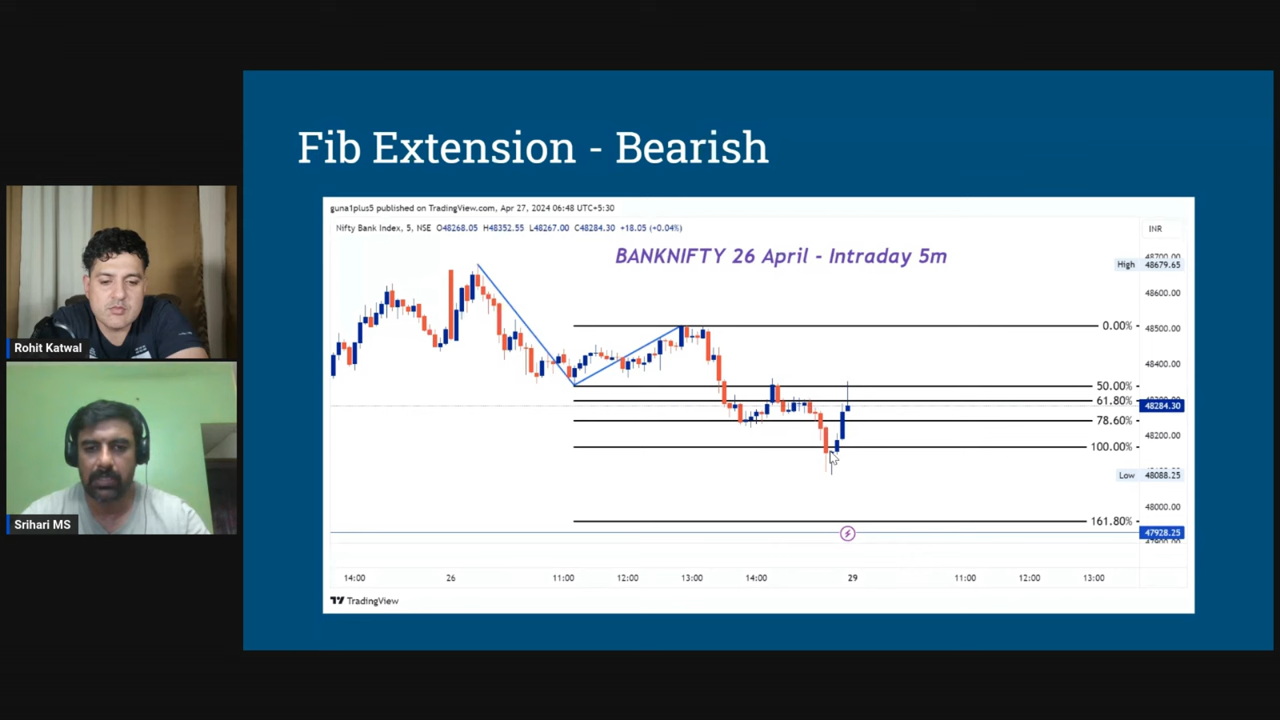 Fib Extension - Bearish
guna1plus5 published on TradingView.com, Apr 27, 2024 06:48 UTC+5:30
Nifty Bank Index, 5, NSE O48268.05 H48352.55 L48267.00 C48284.30 +18.05 (+0.04%)
INR
BANKNIFTY 26 April - Intraday 5m
48700.00
High 48679.65
48600.00
0.00% 48500.00
48400.00
50.00%
61.80%
48284.30
78.60%
48200.00
100.00%
Low 48088.25
48000.00
161.80%
47928.25
14:00 26 11:00 12:00 13:00 14:00 29 11:00 12:00 13:00
TradingView
Rohit Katwal
Srihari MS